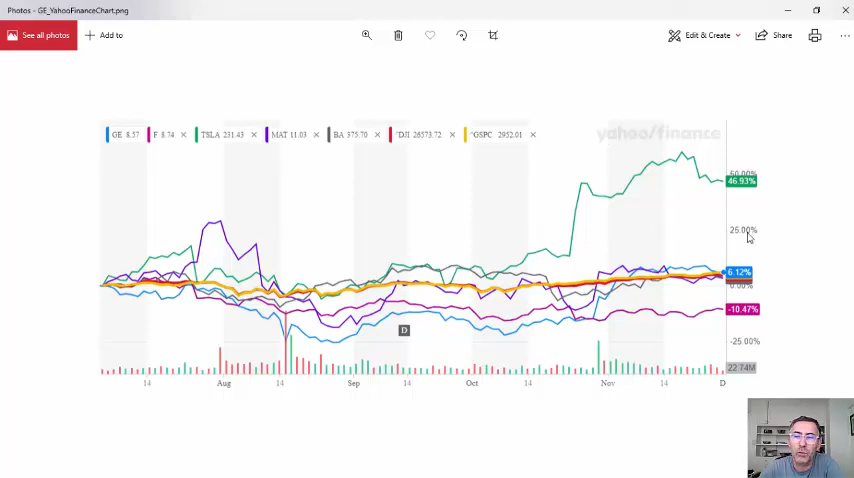 Photos - GE_YahooFinanceChart.png
See all photos
Add to
Edit & Create
Share
GE 8.57
F 8.74
TSLA 231.43
MAT 11.03
BA 375.70
^DJI 26573.72
^GSPC 2952.01
yahoo/finance
50.00%
46.93%
25.00%
6.12%
0.00%
-10.47%
D
-25.00%
22.74M
14 Aug 14 Sep 14 Oct 14 Nov 14 D